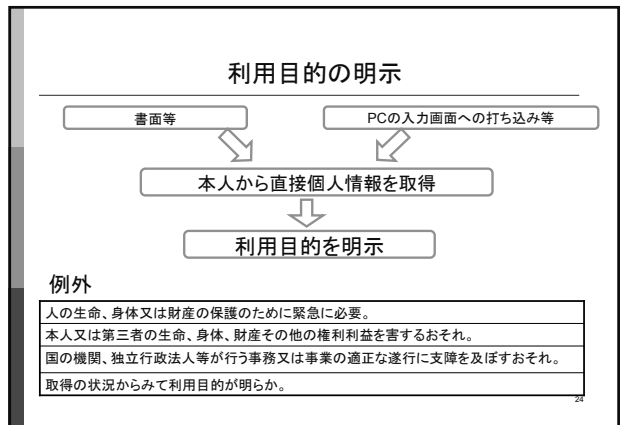 利用目的の明示
書面等
PCの入力画面への打ち込み等
本人から直接個人情報を取得
利用目的を明示
例外
人の生命、身体又は財産の保護のために緊急に必要。
本人又は第三者の生命、身体、財産その他の権利利益を害するおそれ。
国の機関、独立行政法人等が行う事務又は事業の適正な遂行に支障を及ぼすおそれ。
取得の状況からみて利用目的が明らか。
24